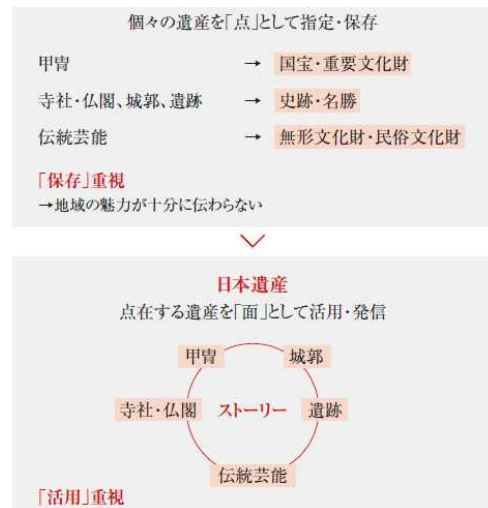 個々の遺産を「点」として指定・保存
甲冑 → 国宝・重要文化財
寺社・仏閣、城郭、遺跡 → 史跡・名勝
伝統芸能 → 無形文化財・民俗文化財
「保存」重視
→地域の魅力が十分に伝わらない
日本遺産
点在する遺産を「面」として活用・発信
甲冑 城郭
寺社・仏閣 ストーリー 遺跡
伝統芸能
「活用」重視